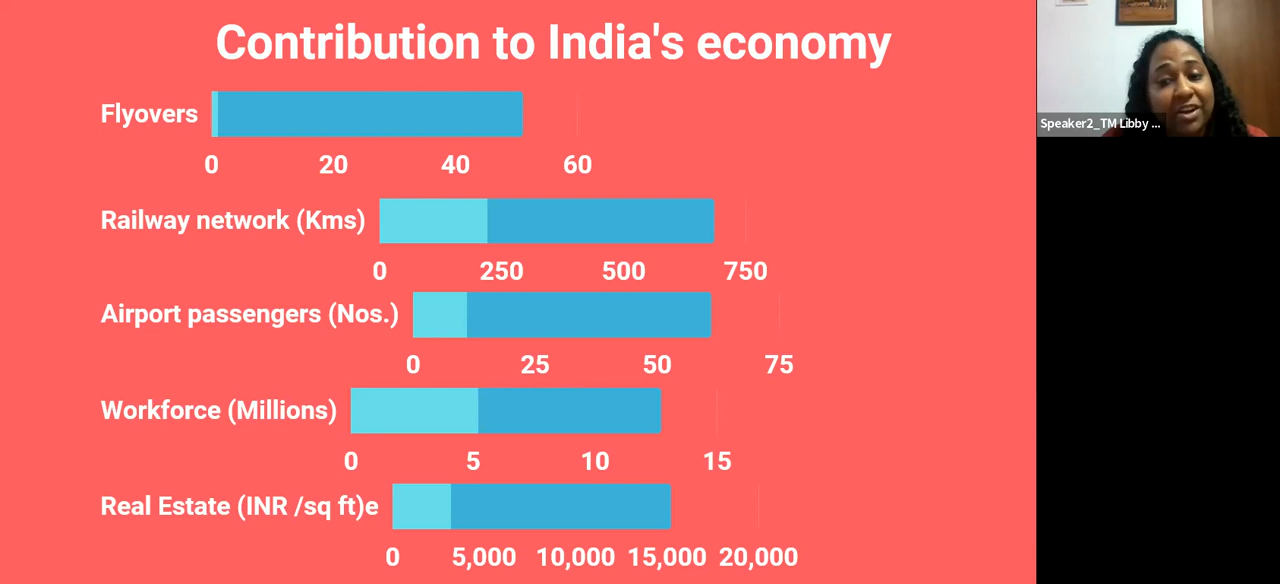 Contribution to India's economy
Flyovers
0 20 40 60
Railway network (Kms)
0 250 500 750
Airport passengers (Nos.)
0 25 50 75
Workforce (Millions)
0 5 10 15
Real Estate (INR /sq ft)e
0 5,000 10,000 15,000 20,000
Speaker2_TM Libby ...